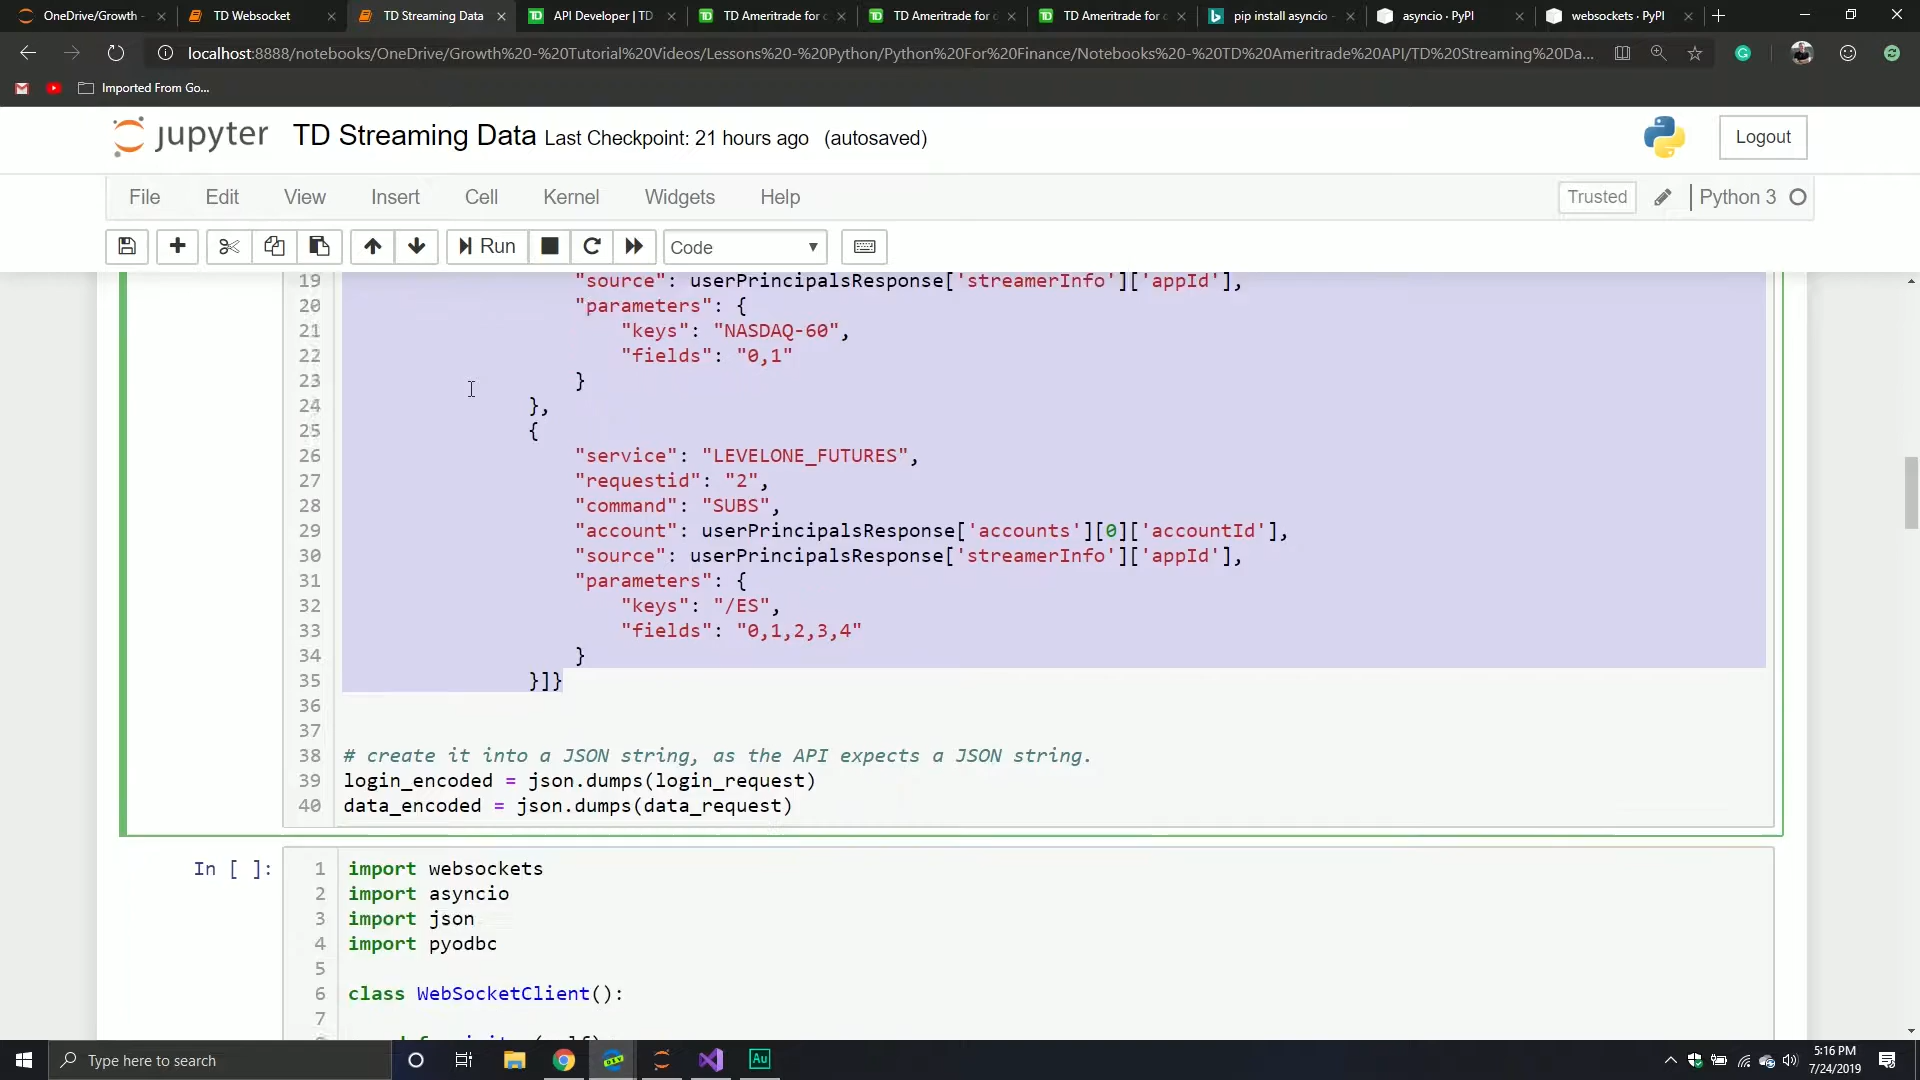 OneDrive/Growth -
TD Websocket
TD Streaming Data
API Developer | TD
TD Ameritrade for
TD Ameritrade for
TD Ameritrade for
pip install asyncio -
asyncio · PyPI
websockets · PyPI
localhost:8888/notebooks/OneDrive/Growth%20-%20Tutorial%20Videos/Lessons%20-%20Python/Python%20For%20Finance/Notebooks%20-%20TD%20Ameritrade%20API/TD%20Streaming%20Da...
Imported From Go...
jupyter TD Streaming Data Last Checkpoint: 21 hours ago (autosaved)
Logout
File Edit View Insert Cell Kernel Widgets Help
Trusted
Python 3
Run
Code
19 "source": userPrincipalsResponse['streamerInfo']['appId'],
20 "parameters": {
21 "keys": "NASDAQ-60",
22 "fields": "0,1"
23 }
24 },
25 {
26 "service": "LEVELONE_FUTURES",
27 "requestid": "2",
28 "command": "SUBS",
29 "account": userPrincipalsResponse['accounts'][0]['accountId'],
30 "source": userPrincipalsResponse['streamerInfo']['appId'],
31 "parameters": {
32 "keys": "/ES",
33 "fields": "0,1,2,3,4"
34 }
35 }]}
36
37
38 # create it into a JSON string, as the API expects a JSON string.
39 login_encoded = json.dumps(login_request)
40 data_encoded = json.dumps(data_request)
In [ ]:
1 import websockets
2 import asyncio
3 import json
4 import pyodbc
5
6 class WebSocketClient():
7
Type here to search
DEV
Au
5:16 PM
7/24/2019